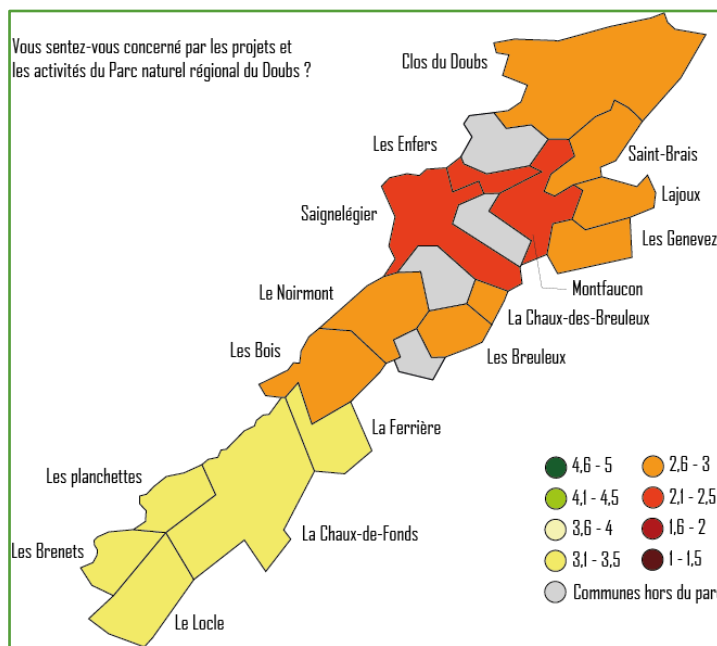 Vous sentez-vous concerné par les projets et
les activités du Parc naturel régional du Doubs ?
Clos du Doubs
Les Enfers
Saint-Brais
Lajoux
Saignelégier
Les Genevez
Le Noirmont
Montfaucon
La Chaux-des-Breuleux
Les Bois
Les Breuleux
La Ferrière
Les planchettes
La Chaux-de-Fonds
Les Brenets
Le Locle
4,6 - 5
2,6 - 3
4,1 - 4,5
2,1 - 2,5
3,6 - 4
1,6 - 2
3,1 - 3,5
1 - 1,5
Communes hors du parc